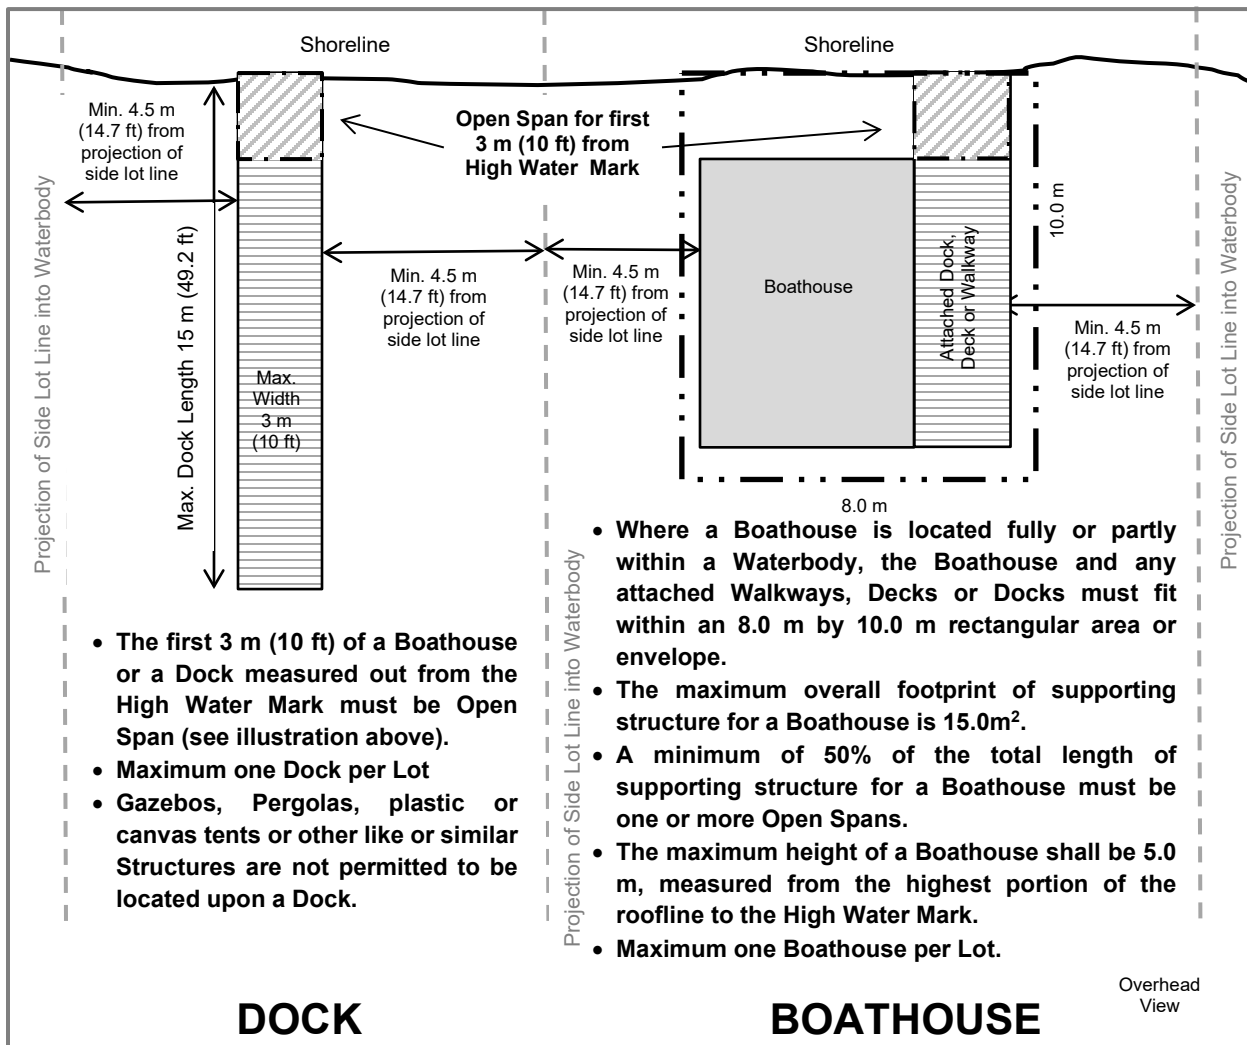 Shoreline
Shoreline
Min. 4.5 m
(14.7 ft) from
projection of
side lot line
Open Span for first
3 m (10 ft) from
High Water Mark
Projection of Side Lot Line into Waterbody
Max. Dock Length 15 m (49.2 ft)
Max.
Width
3 m
(10 ft)
Min. 4.5 m
(14.7 ft) from
projection of
side lot line
Min. 4.5 m
(14.7 ft) from
projection of
side lot line
Boathouse
Attached Dock,
Deck or Walkway
10.0 m
Min. 4.5 m
(14.7 ft) from
projection of
side lot line
Projection of Side Lot Line into Waterbody
8.0 m
• The first 3 m (10 ft) of a Boathouse
or a Dock measured out from the
High Water Mark must be Open
Span (see illustration above).
• Maximum one Dock per Lot
• Gazebos, Pergolas, plastic or
canvas tents or other like or similar
Structures are not permitted to be
located upon a Dock.
Projection of Side Lot Line into Waterbody
• Where a Boathouse is located fully or partly
within a Waterbody, the Boathouse and any
attached Walkways, Decks or Docks must fit
within an 8.0 m by 10.0 m rectangular area or
envelope.
• The maximum overall footprint of supporting
structure for a Boathouse is 15.0m².
• A minimum of 50% of the total length of
supporting structure for a Boathouse must be
one or more Open Spans.
• The maximum height of a Boathouse shall be 5.0
m, measured from the highest portion of the
roofline to the High Water Mark.
• Maximum one Boathouse per Lot.
Overhead
View
DOCK
BOATHOUSE